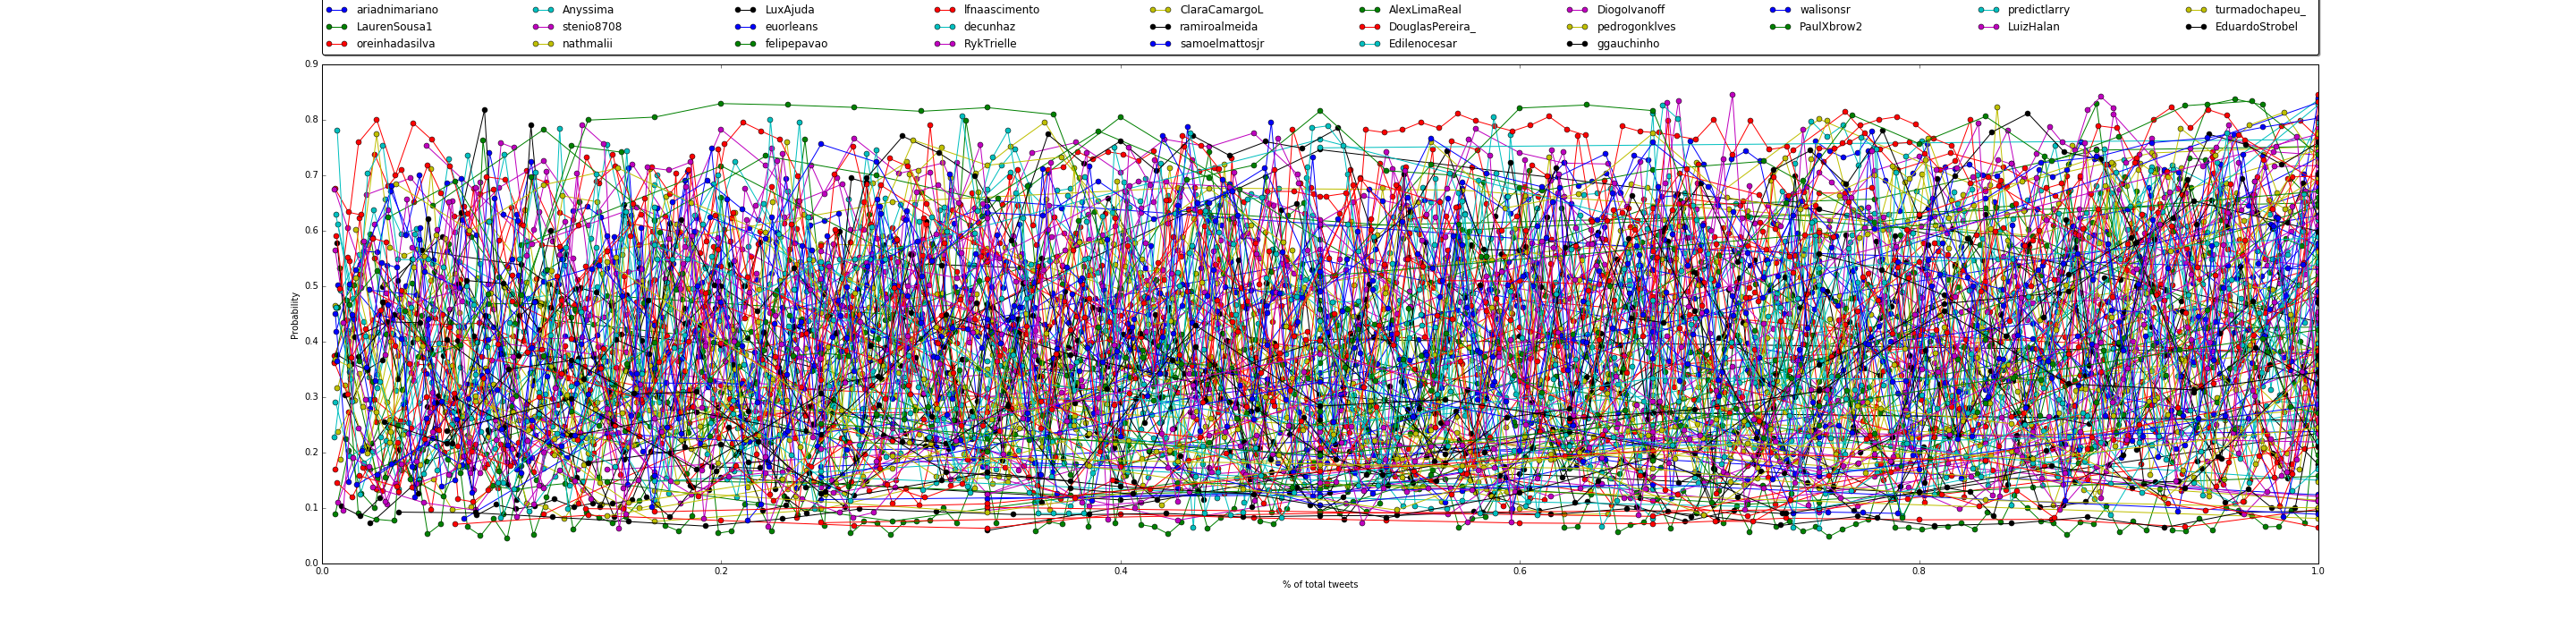 ariadnimariano Anyssima LuxAjuda lfnaascimento ClaraCamargoL AlexLimaReal DiogoIvanoff walisonsr predictlarry turmadochapeu_
LaurenSousa1 stenio8708 euorleans decunhaz ramiroalmeida DouglasPereira_ pedrogonklves PaulXbrow2 LuizHalan EduardoStrobel
oreinhadasilva nathmalii felipepavao RykTrielle samoelmattosjr Edilenocesar ggauchinho
0.9
0.8
0.7
0.6
0.5
0.4
0.3
0.2
0.1
0.0
Probability
0.0 0.2 0.4 0.6 0.8 1.0
% of total tweets